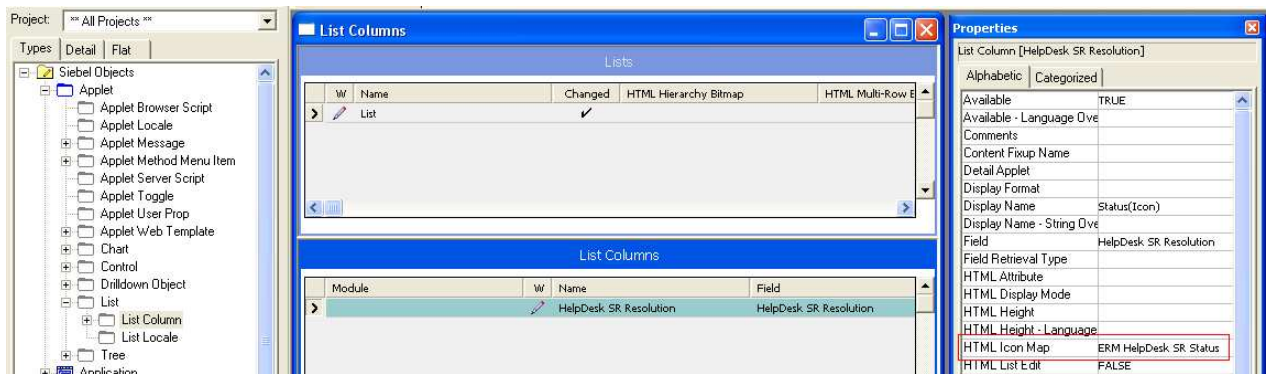 Project: ** All Projects **
Types Detail Flat
Siebel Objects
Applet
Applet Browser Script
Applet Locale
Applet Message
Applet Method Menu Item
Applet Server Script
Applet Toggle
Applet User Prop
Applet Web Template
Chart
Control
Drilldown Object
List
List Column
List Locale
Tree
Application
List Columns
Lists
W Name Changed HTML Hierarchy Bitmap HTML Multi-Row E
List
List Columns
Module W Name Field
HelpDesk SR Resolution HelpDesk SR Resolution
Properties
List Column [HelpDesk SR Resolution]
Alphabetic Categorized
Available TRUE
Available - Language Ove
Comments
Content Fixup Name
Detail Applet
Display Format
Display Name Status(Icon)
Display Name - String Ove
Field HelpDesk SR Resolution
Field Retrieval Type
HTML Attribute
HTML Display Mode
HTML Height
HTML Height - Language
HTML Icon Map ERM HelpDesk SR Status
HTML List Edit FALSE